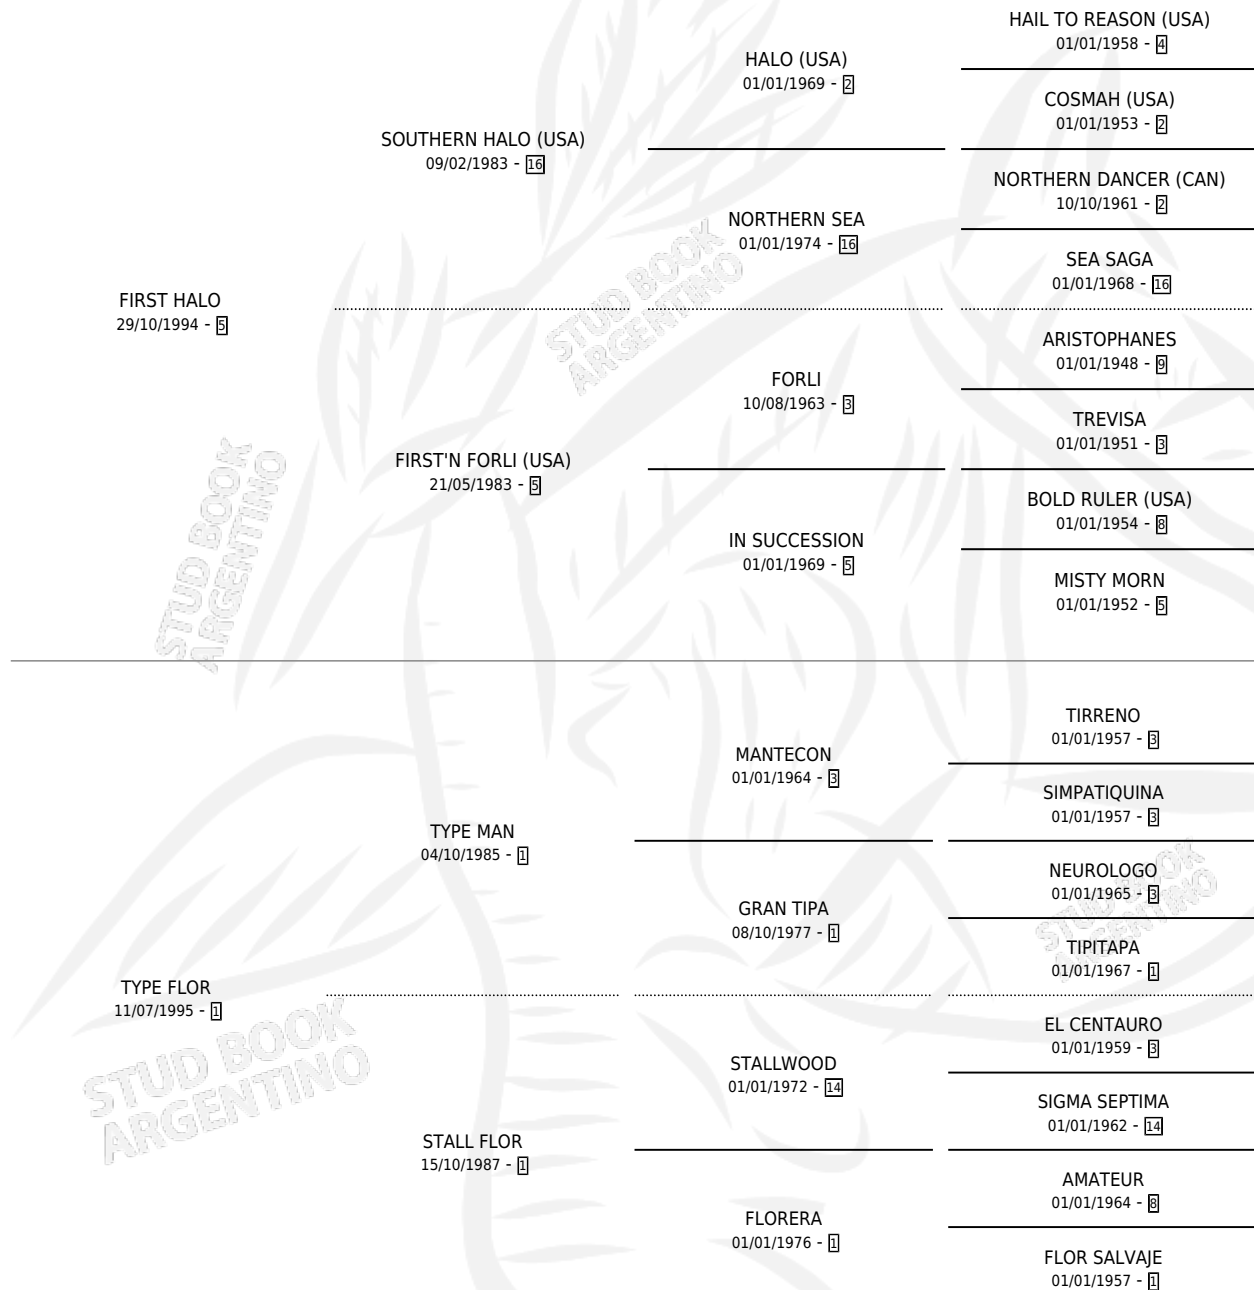 HAIL TO REASON (USA)
01/01/1958 - 4
HALO (USA)
01/01/1969 - 2
COSMAH (USA)
01/01/1953 - 2
SOUTHERN HALO (USA)
09/02/1983 - 16
NORTHERN DANCER (CAN)
10/10/1961 - 2
NORTHERN SEA
01/01/1974 - 16
SEA SAGA
01/01/1968 - 16
FIRST HALO
29/10/1994 - 5
ARISTOPHANES
01/01/1948 - 9
FORLI
10/08/1963 - 3
TREVISA
01/01/1951 - 3
FIRST'N FORLI (USA)
21/05/1983 - 5
BOLD RULER (USA)
01/01/1954 - 8
IN SUCCESSION
01/01/1969 - 5
MISTY MORN
01/01/1952 - 5
TIRRENO
01/01/1957 - 3
MANTECON
01/01/1964 - 3
SIMPATIQUINA
01/01/1957 - 3
TYPE MAN
04/10/1985 - 1
NEUROLOGO
01/01/1965 - 3
GRAN TIPA
08/10/1977 - 1
TIPITAPA
01/01/1967 - 1
TYPE FLOR
11/07/1995 - 1
EL CENTAURO
01/01/1959 - 3
STALLWOOD
01/01/1972 - 14
SIGMA SEPTIMA
01/01/1962 - 14
STALL FLOR
15/10/1987 - 1
AMATEUR
01/01/1964 - 8
FLORERA
01/01/1976 - 1
FLOR SALVAJE
01/01/1957 - 1
STUD BOOK
ARGENTINO
STUD BOOK
ARGENTINO
STUD BOOK
ARGENTINO
STUD BOOK
ARGENTINO